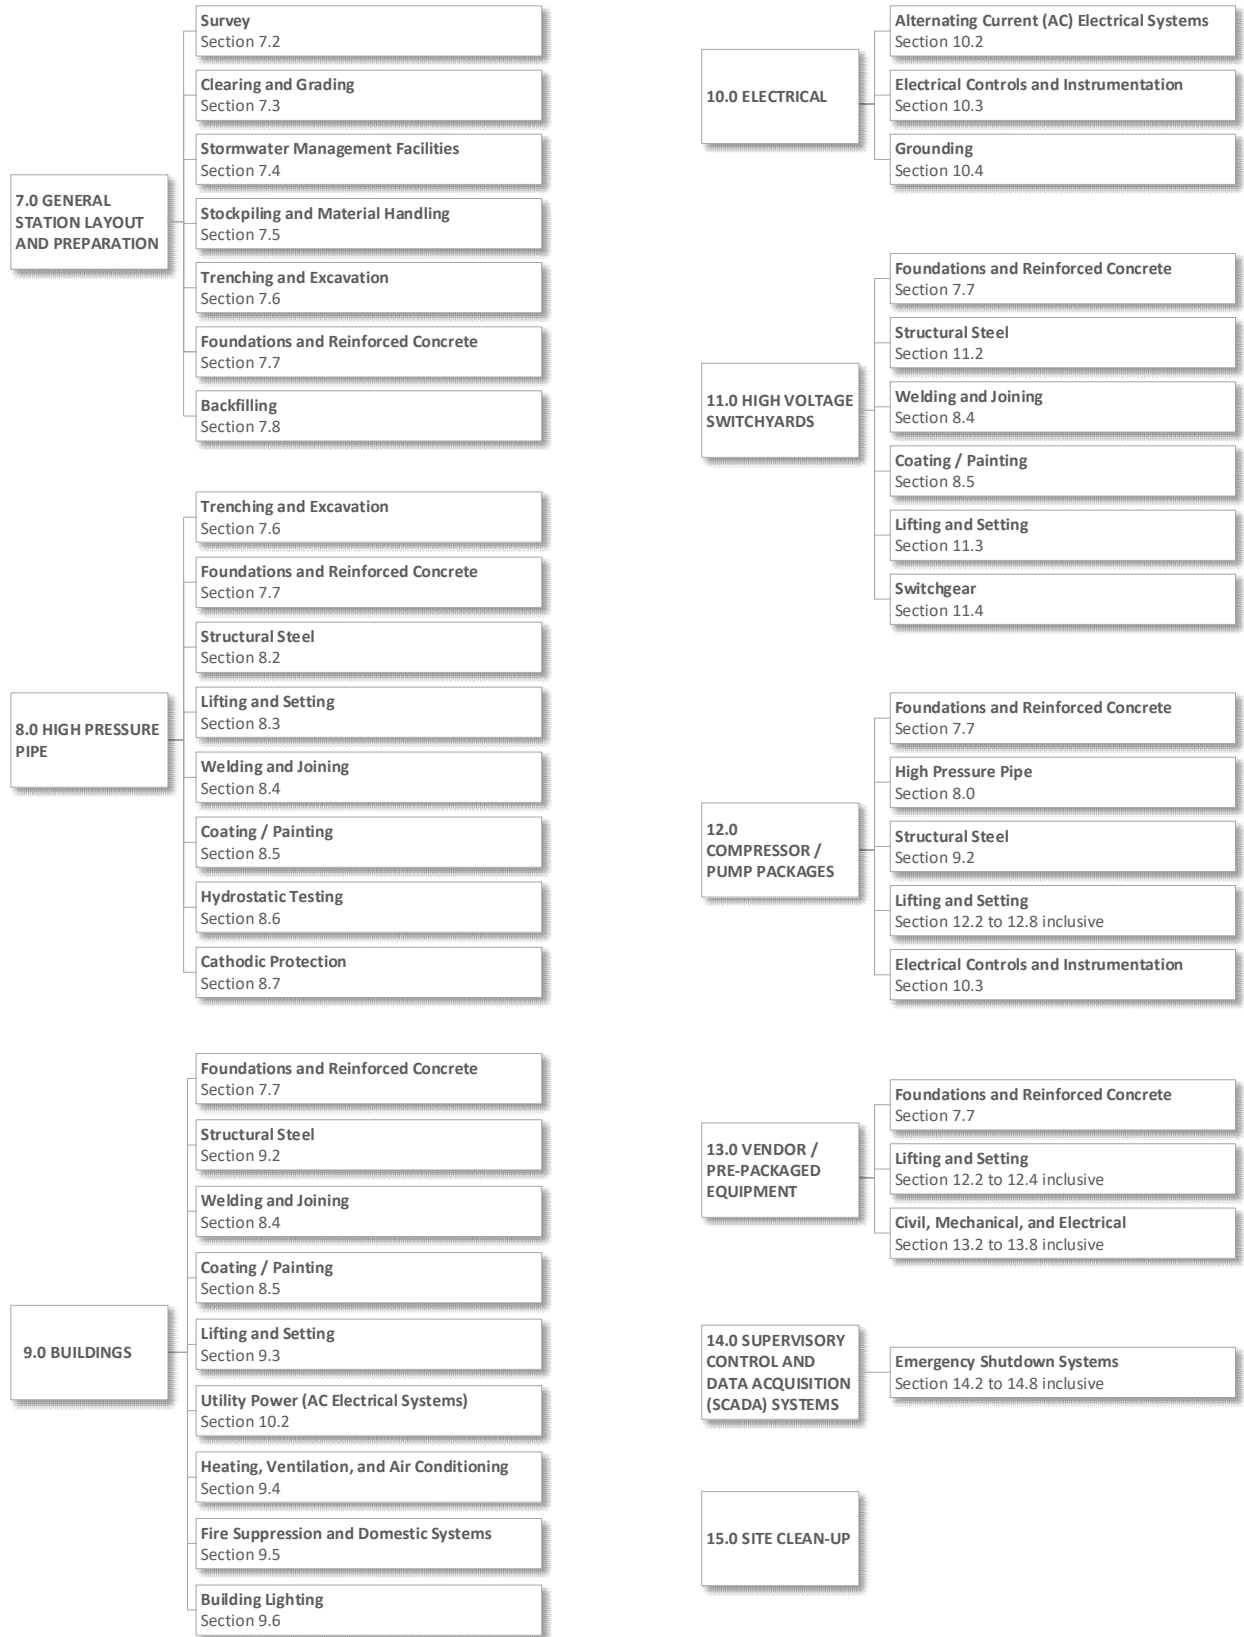 7.0 GENERAL
STATION LAYOUT
AND PREPARATION
Survey
Section 7.2
Clearing and Grading
Section 7.3
Stormwater Management Facilities
Section 7.4
Stockpiling and Material Handling
Section 7.5
Trenching and Excavation
Section 7.6
Foundations and Reinforced Concrete
Section 7.7
Backfilling
Section 7.8
8.0 HIGH PRESSURE
PIPE
Trenching and Excavation
Section 7.6
Foundations and Reinforced Concrete
Section 7.7
Structural Steel
Section 8.2
Lifting and Setting
Section 8.3
Welding and Joining
Section 8.4
Coating / Painting
Section 8.5
Hydrostatic Testing
Section 8.6
Cathodic Protection
Section 8.7
9.0 BUILDINGS
Foundations and Reinforced Concrete
Section 7.7
Structural Steel
Section 9.2
Welding and Joining
Section 8.4
Coating / Painting
Section 8.5
Lifting and Setting
Section 9.3
Utility Power (AC Electrical Systems)
Section 10.2
Heating, Ventilation, and Air Conditioning
Section 9.4
Fire Suppression and Domestic Systems
Section 9.5
Building Lighting
Section 9.6
10.0 ELECTRICAL
Alternating Current (AC) Electrical Systems
Section 10.2
Electrical Controls and Instrumentation
Section 10.3
Grounding
Section 10.4
11.0 HIGH VOLTAGE
SWITCHYARDS
Foundations and Reinforced Concrete
Section 7.7
Structural Steel
Section 11.2
Welding and Joining
Section 8.4
Coating / Painting
Section 8.5
Lifting and Setting
Section 11.3
Switchgear
Section 11.4
12.0
COMPRESSOR /
PUMP PACKAGES
Foundations and Reinforced Concrete
Section 7.7
High Pressure Pipe
Section 8.0
Structural Steel
Section 9.2
Lifting and Setting
Section 12.2 to 12.8 inclusive
Electrical Controls and Instrumentation
Section 10.3
13.0 VENDOR /
PRE-PACKAGED
EQUIPMENT
Foundations and Reinforced Concrete
Section 7.7
Lifting and Setting
Section 12.2 to 12.4 inclusive
Civil, Mechanical, and Electrical
Section 13.2 to 13.8 inclusive
14.0 SUPERVISORY
CONTROL AND
DATA ACQUISITION
(SCADA) SYSTEMS
Emergency Shutdown Systems
Section 14.2 to 14.8 inclusive
15.0 SITE CLEAN-UP